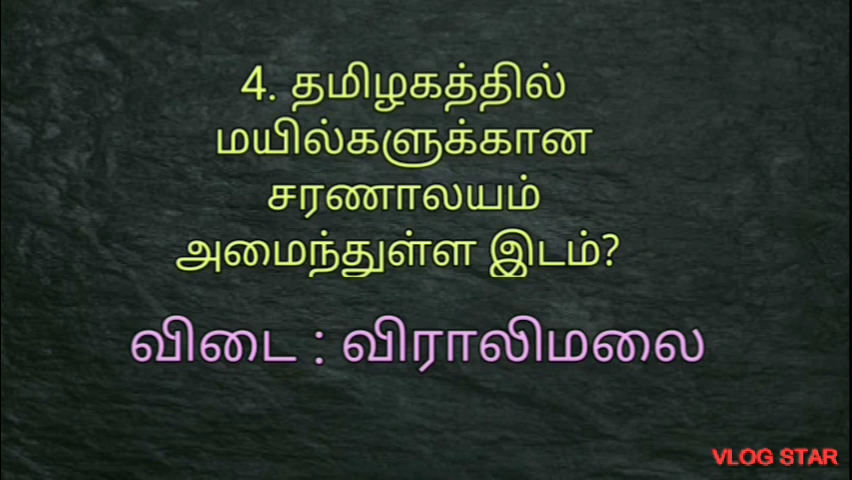 4. தமிழகத்தில்
மயில்களுக்கான
சரணாலயம்
அமைந்துள்ள இடம்?
விடை : விராலிமலை
VLOG STAR